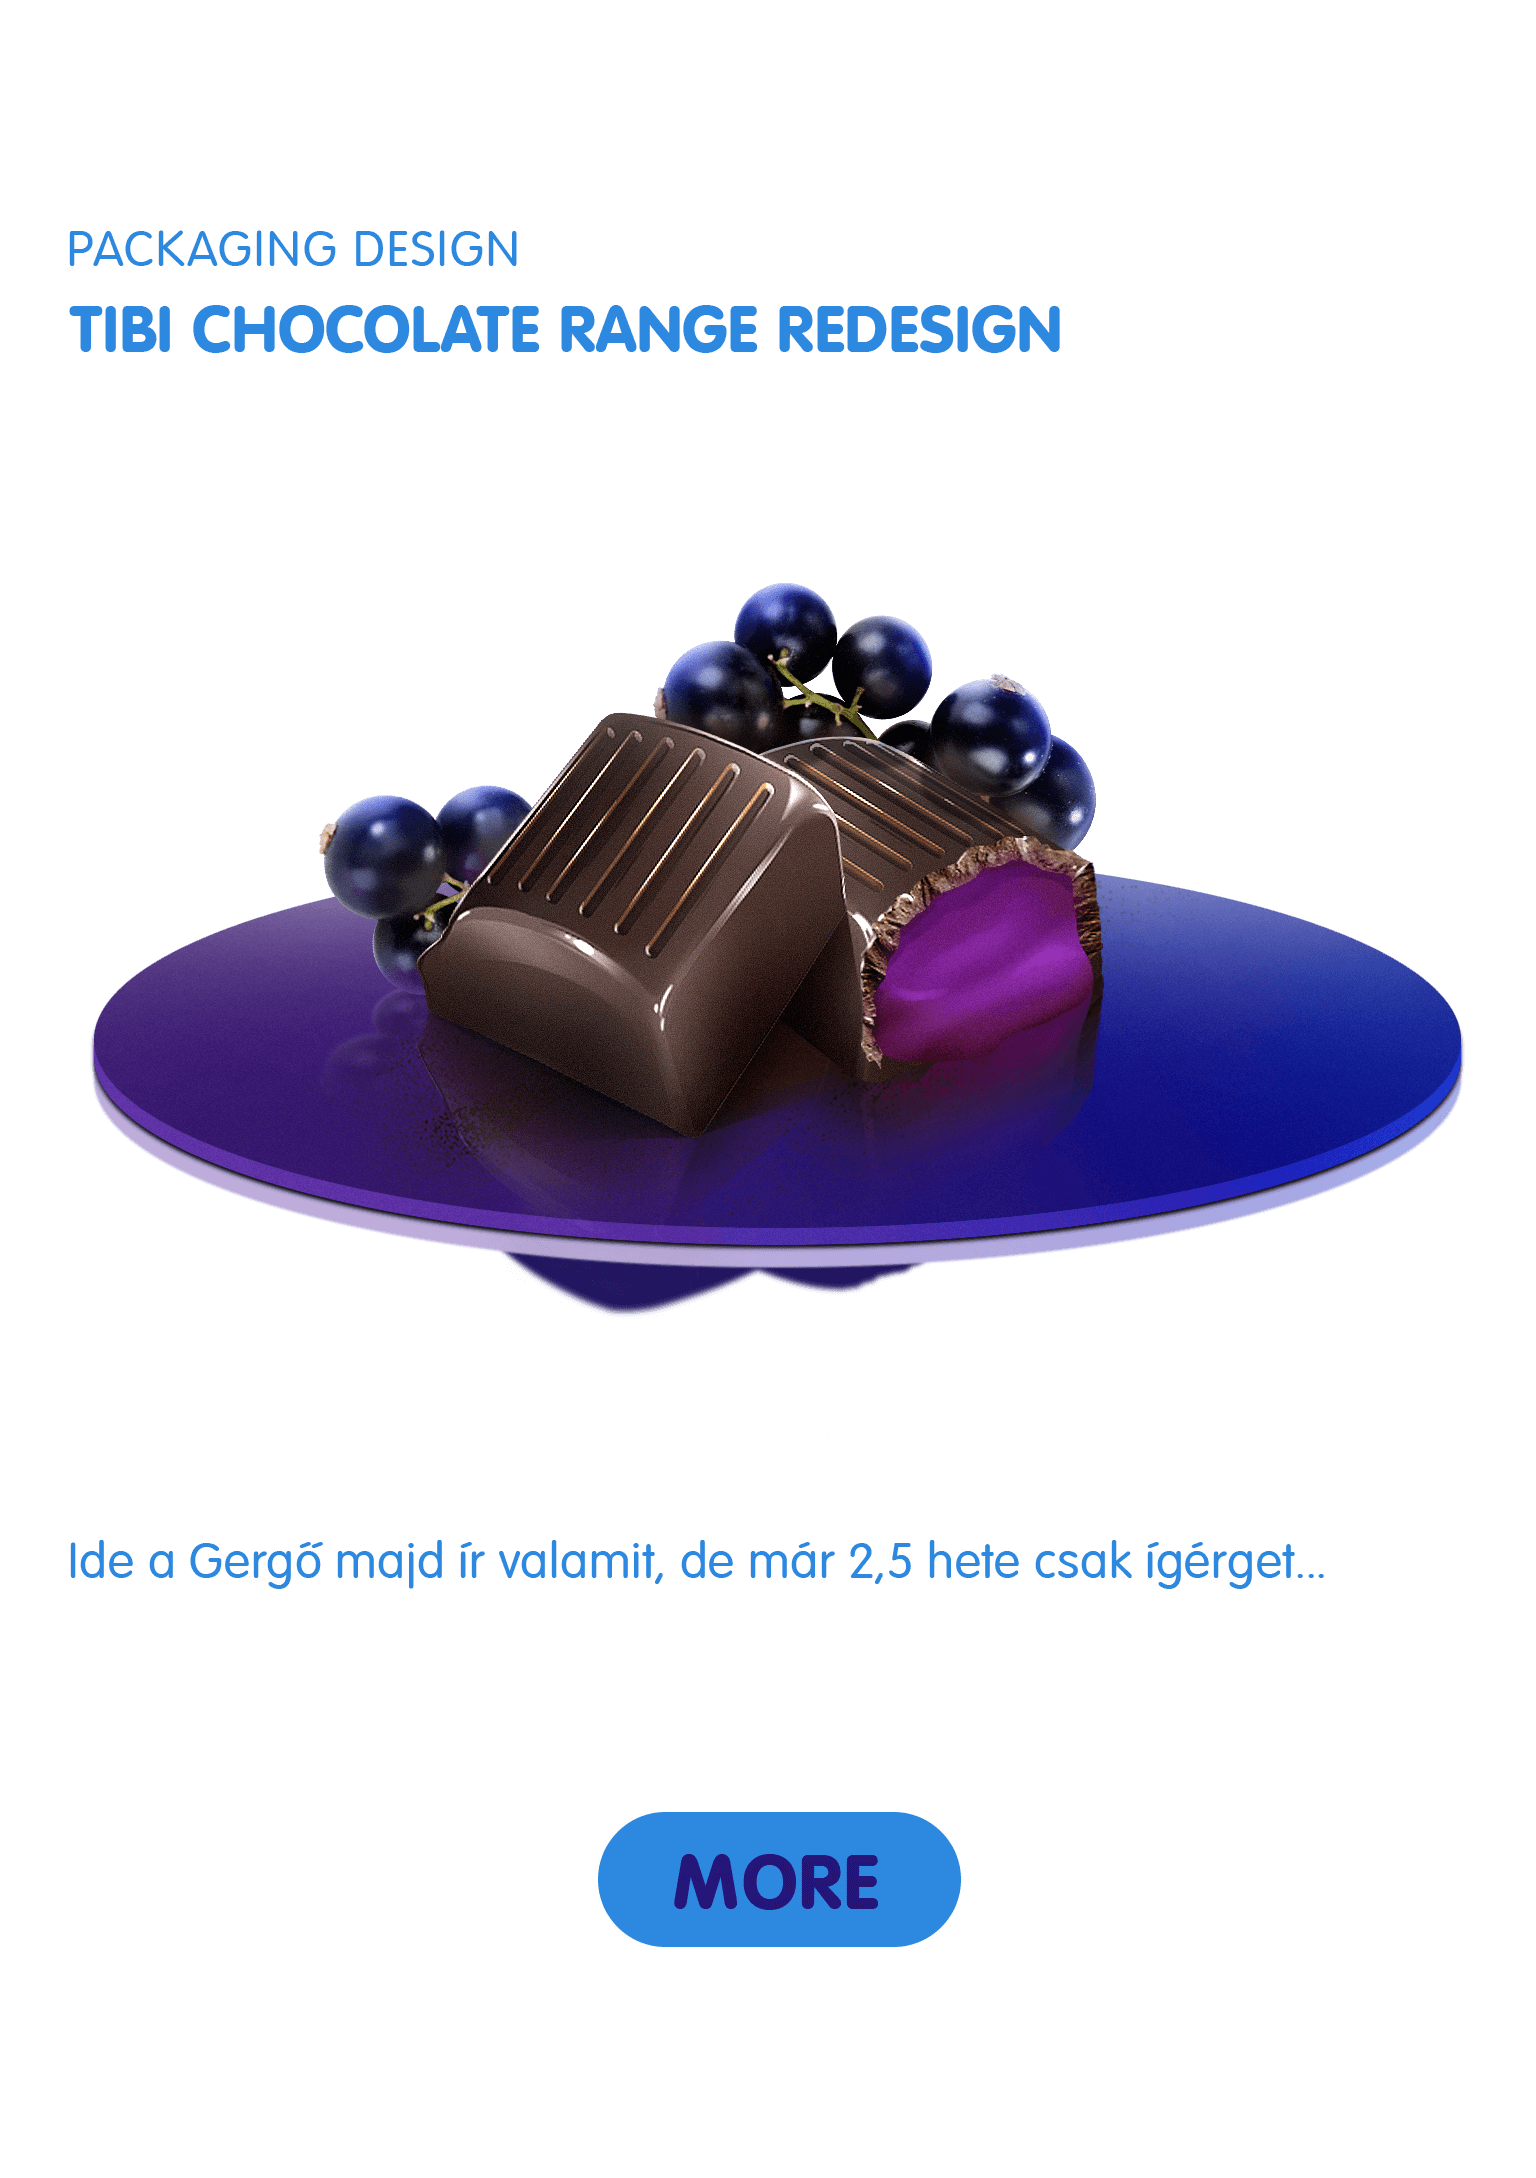 PACKAGING DESIGN
TIBI CHOCOLATE RANGE REDESIGN
Ide a Gergő majd ír valamit, de már 2,5 hete csak ígérget...
MORE